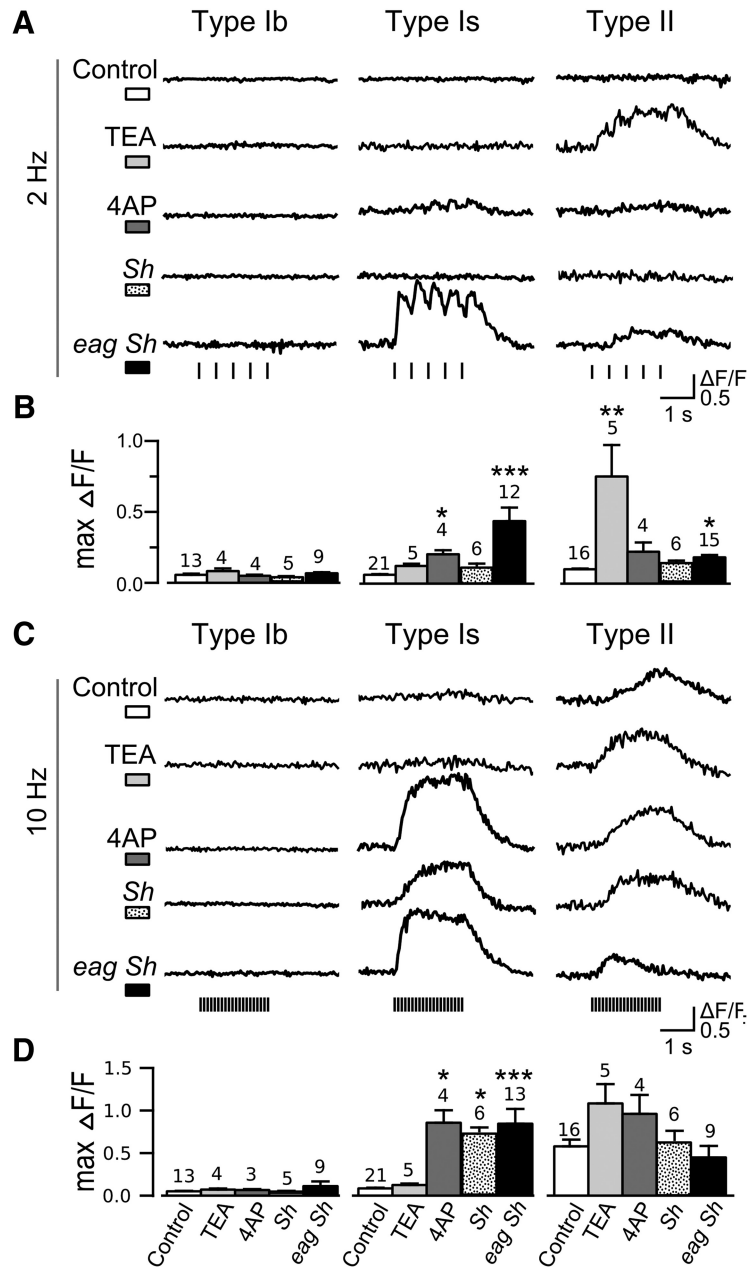 A
Type Ib Type Is Type II
2 Hz
Control
TEA
4AP
Sh
eag Sh
ΔF/F
0.5
1 s
B
max ΔF/F
1.0
0.5
0.0
13 4 4 5 9
21 5 * 4 6 *** 12
16 ** 5 4 6 * 15
C
Type Ib Type Is Type II
10 Hz
Control
TEA
4AP
Sh
eag Sh
ΔF/F
0.5
1 s
D
max ΔF/F
1.5
1.0
0.5
0.0
13 4 3 5 9
21 5 * 4 * 6 *** 13
16 5 4 6 9
Control TEA 4AP Sh eag Sh
Control TEA 4AP Sh eag Sh
Control TEA 4AP Sh eag Sh